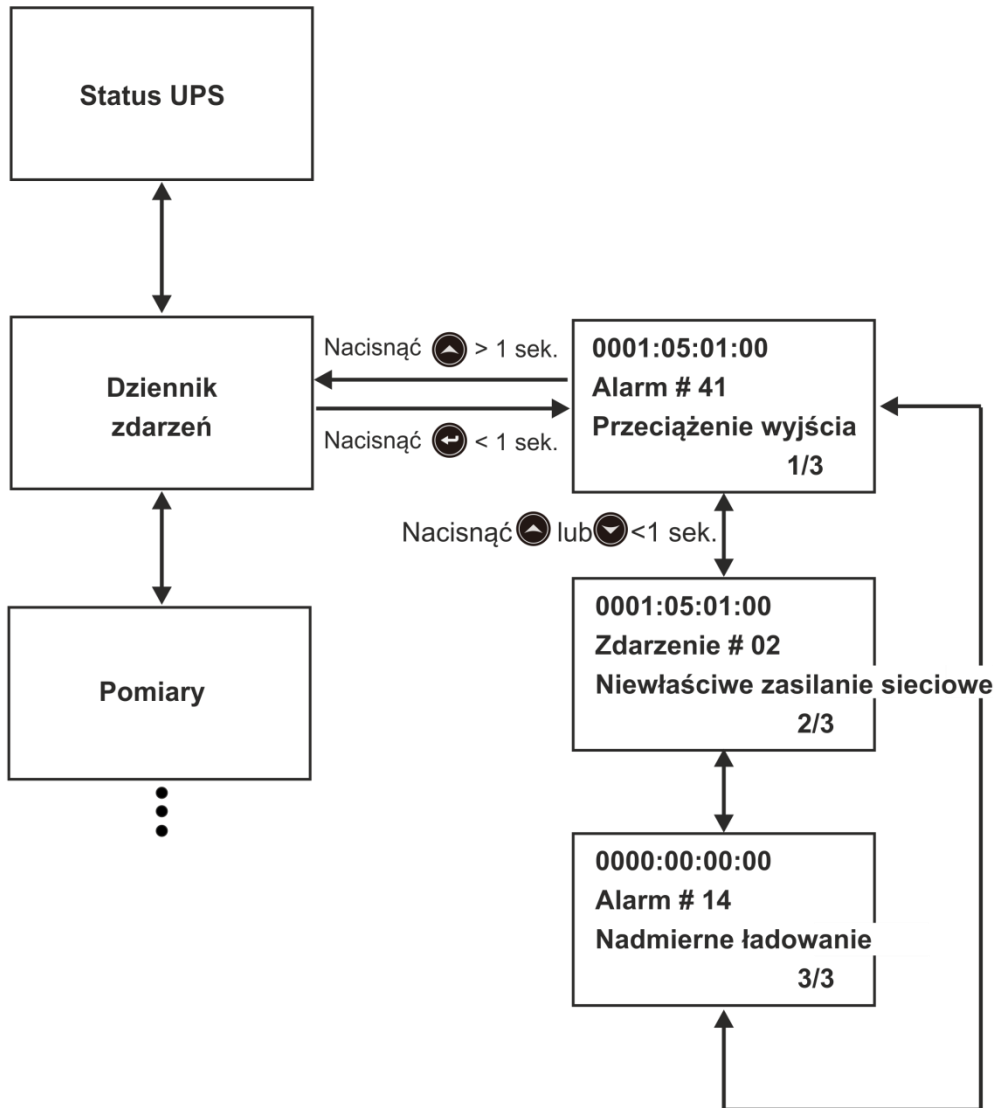 Status UPS
Dziennik
zdarzeń
Nacisnąć > 1 sek.
Nacisnąć < 1 sek.
0001:05:01:00
Alarm # 41
Przeciążenie wyjścia
1/3
Nacisnąć lub <1 sek.
0001:05:01:00
Zdarzenie # 02
Niewłaściwe zasilanie sieciowe
2/3
Pomiary
0000:00:00:00
Alarm # 14
Nadmierne ładowanie
3/3